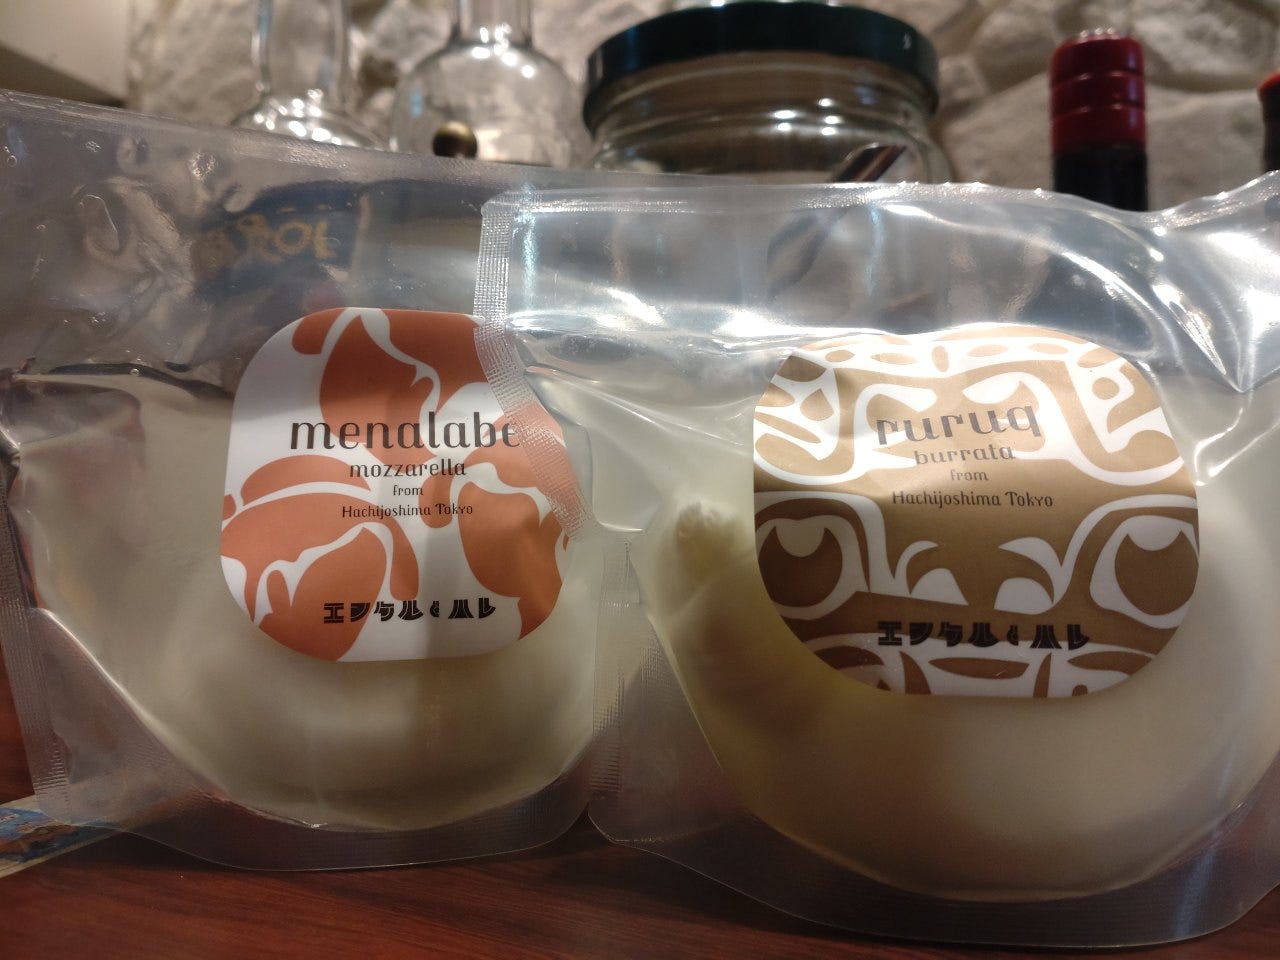 menalabe
mozzarella
from
Hachijoshima Tokyo
エンケルとハレ
ruruq
burrata
from
Hachijoshima Tokyo
エンケルとハレ